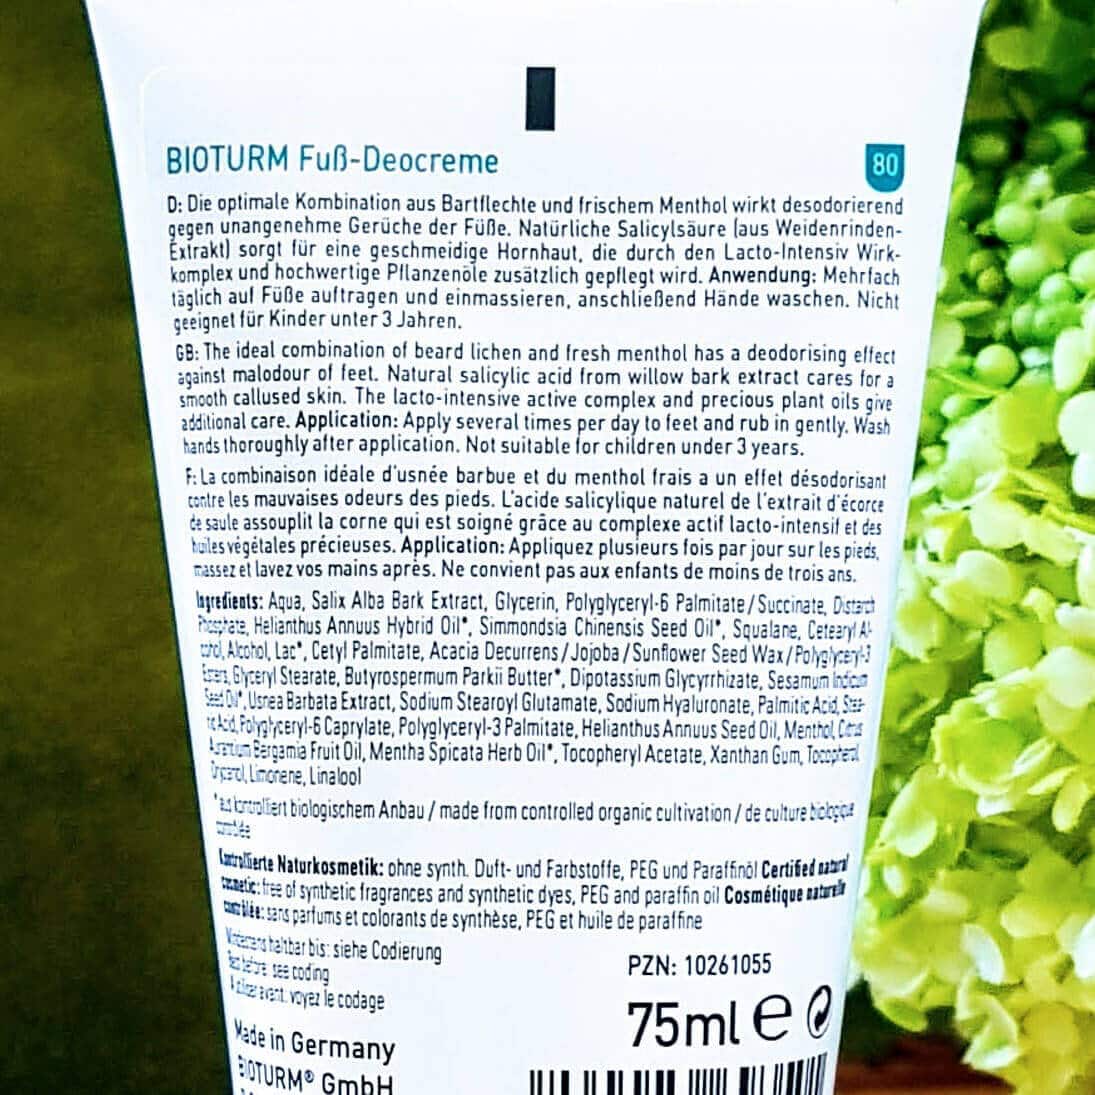 BIOTURM Fuß-Deocreme
80
D: Die optimale Kombination aus Bartflechte und frischem Menthol wirkt desodorierend
gegen unangenehme Gerüche der Füße. Natürliche Salicylsäure (aus Weidenrinden-
Extrakt) sorgt für eine geschmeidige Hornhaut, die durch den Lacto-Intensiv Wirk-
komplex und hochwertige Pflanzenöle zusätzlich gepflegt wird. Anwendung: Mehrfach
täglich auf Füße auftragen und einmassieren, anschließend Hände waschen. Nicht
geeignet für Kinder unter 3 Jahren.
GB: The ideal combination of beard lichen and fresh menthol has a deodorising effect
against malodour of feet. Natural salicylic acid from willow bark extract cares for a
smooth callused skin. The lacto-intensive active complex and precious plant oils give
additional care. Application: Apply several times per day to feet and rub in gently. Wash
hands thoroughly after application. Not suitable for children under 3 years.
F: La combinaison idéale d'usnée barbue et du menthol frais a un effet désodorisant
contre les mauvaises odeurs des pieds. L'acide salicylique naturel de l'extrait d'écorce
de saule assouplit la corne qui est soigné grâce au complexe actif lacto-intensif et des
huiles végétales précieuses. Application: Appliquez plusieurs fois par jour sur les pieds,
massez et lavez vos mains après. Ne convient pas aux enfants de moins de trois ans.
Ingredients: Aqua, Salix Alba Bark Extract, Glycerin, Polyglyceryl-6 Palmitate/Succinate, Distarch
Phosphate, Helianthus Annuus Hybrid Oil*, Simmondsia Chinensis Seed Oil*, Squalane, Cetearyl Al-
cohol, Alcohol, Lac*, Cetyl Palmitate, Acacia Decurrens/Jojoba/Sunflower Seed Wax/Polyglyceryl-3
Esters, Glyceryl Stearate, Butyrospermum Parkii Butter*, Dipotassium Glycyrrhizate, Sesamum Indicum
Seed Oil*, Usnea Barbata Extract, Sodium Stearoyl Glutamate, Sodium Hyaluronate, Palmitic Acid, Stea-
ric Acid, Polyglyceryl-6 Caprylate, Polyglyceryl-3 Palmitate, Helianthus Annuus Seed Oil, Menthol, Citrus
Aurantium Bergamia Fruit Oil, Mentha Spicata Herb Oil*, Tocopheryl Acetate, Xanthan Gum, Tocopherol,
Oryzanol, Limonene, Linalool
*aus kontrolliert biologischem Anbau / made from controlled organic cultivation / de culture biologique
contrôlée
Kontrollierte Naturkosmetik: ohne synth. Duft- und Farbstoffe, PEG und Paraffinöl Certified natural
cosmetic: free of synthetic fragrances and synthetic dyes, PEG and paraffin oil Cosmétique naturelle
contrôlée: sans parfums et colorants de synthèse, PEG et huile de paraffine
Mindestens haltbar bis: siehe Codierung
Best before: see coding
A utiliser avant: voyez le codage
PZN: 10261055
75ml e
Made in Germany
BIOTURM® GmbH